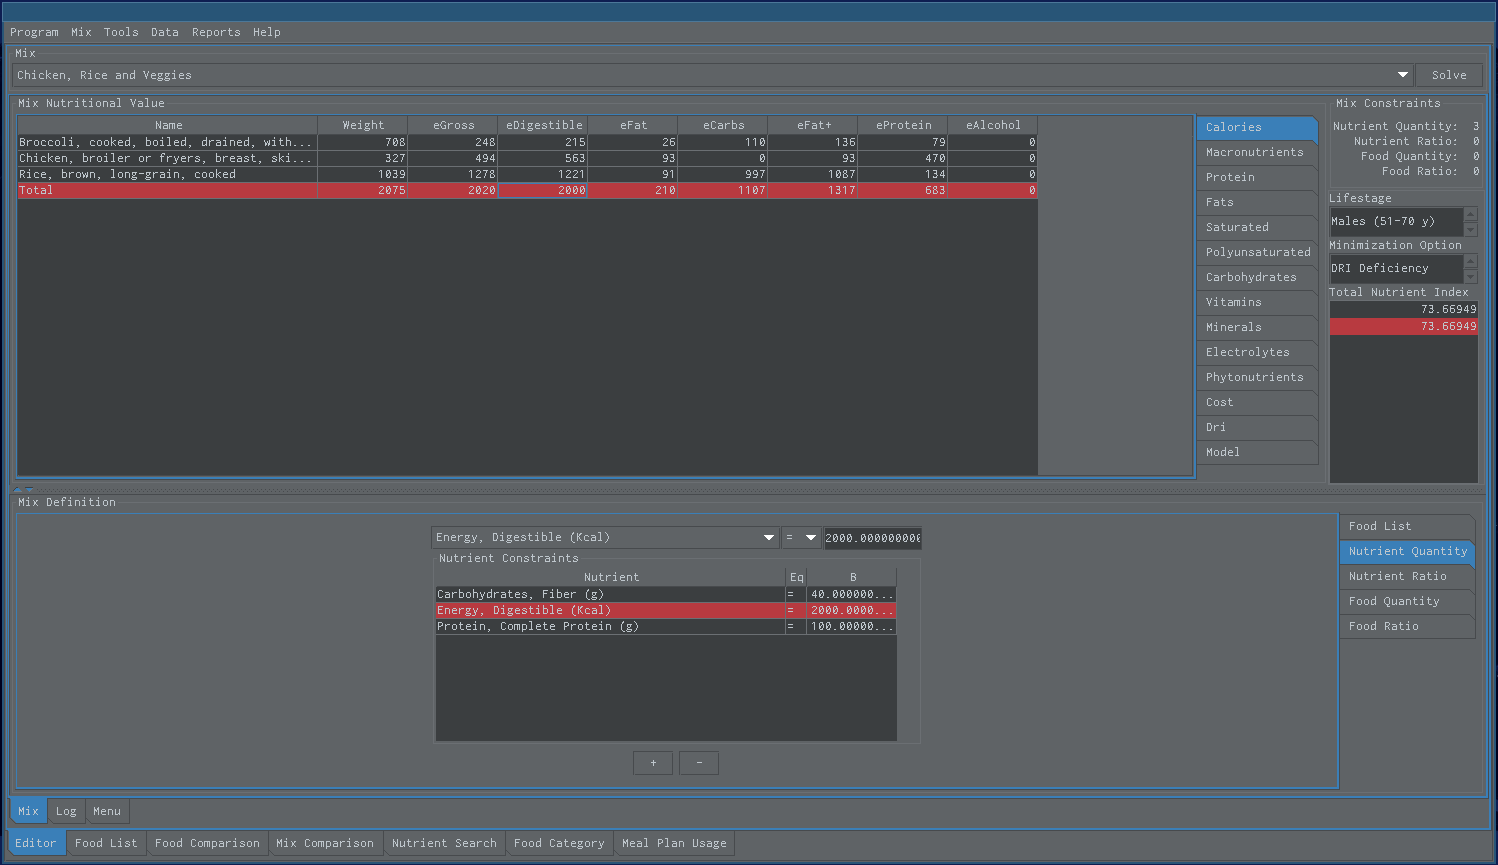 Program Mix Tools Data Reports Help
Mix
Chicken, Rice and Veggies Solve
Mix Nutritional Value
Name Weight eGross eDigestible eFat eCarbs eFat+ eProtein eAlcohol
Broccoli, cooked, boiled, drained, with... 708 248 215 26 110 136 79 0
Chicken, broiler or fryers, breast, ski... 327 494 563 93 0 93 470 0
Rice, brown, long-grain, cooked 1039 1278 1221 91 997 1087 134 0
Total 2075 2020 2000 210 1107 1317 683 0
Calories
Macronutrients
Protein
Fats
Saturated
Polyunsaturated
Carbohydrates
Vitamins
Minerals
Electrolytes
Phytonutrients
Cost
Dri
Model
Mix Constraints
Nutrient Quantity: 3
Nutrient Ratio: 0
Food Quantity: 0
Food Ratio: 0
Lifestage
Males (51-70 y)
Minimization Option
DRI Deficiency
Total Nutrient Index
73.66949
73.66949
Mix Definition
Energy, Digestible (Kcal) = 2000.000000000
Nutrient Constraints
Nutrient Eq B
Carbohydrates, Fiber (g) = 40.000000...
Energy, Digestible (Kcal) = 2000.0000...
Protein, Complete Protein (g) = 100.00000...
+ -
Food List
Nutrient Quantity
Nutrient Ratio
Food Quantity
Food Ratio
Mix Log Menu
Editor Food List Food Comparison Mix Comparison Nutrient Search Food Category Meal Plan Usage